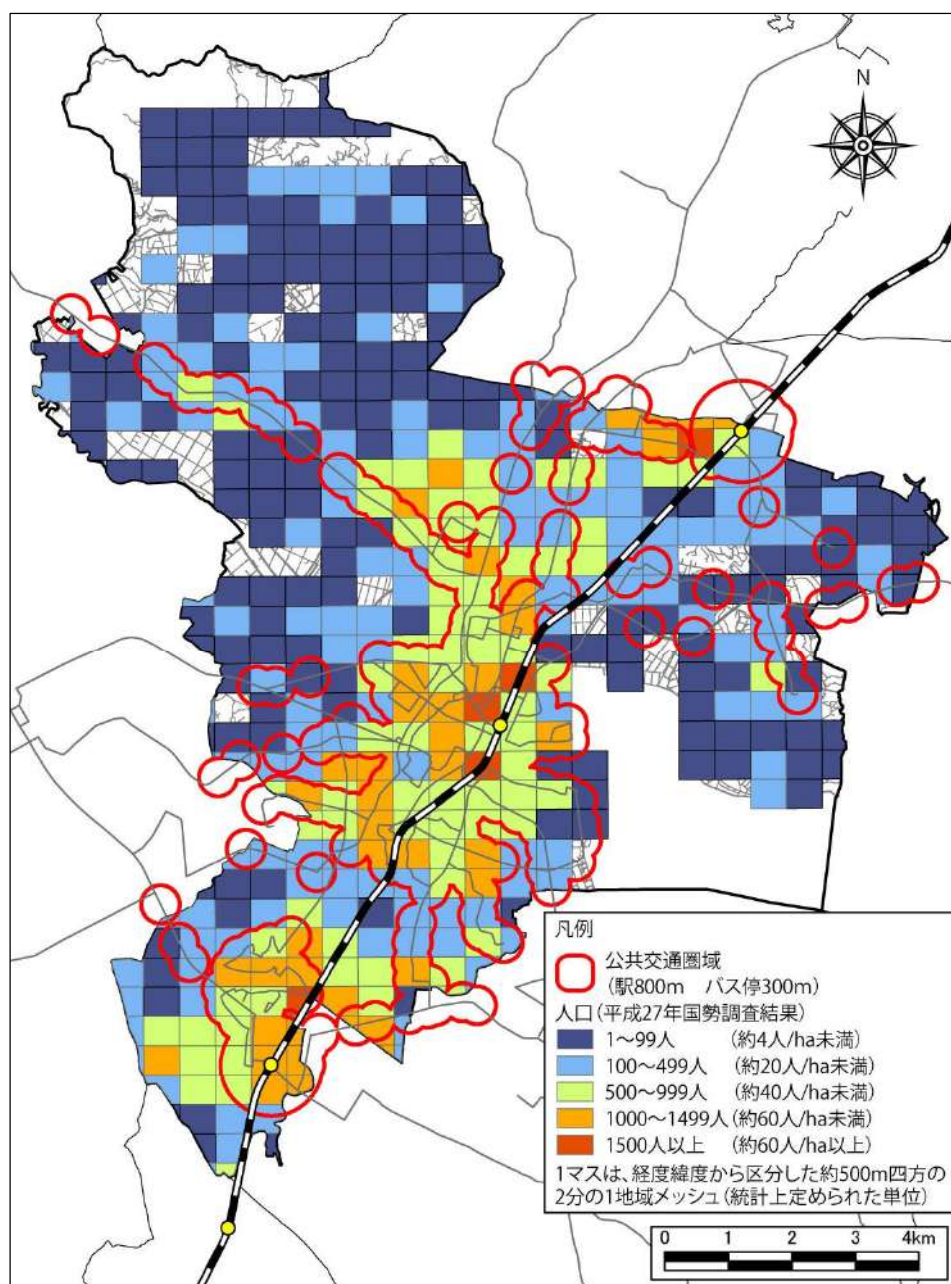 N
凡例
公共交通圏域
(駅800m バス停300m)
人口(平成27年国勢調査結果)
1～99人 (約4人/ha未満)
100～499人 (約20人/ha未満)
500～999人 (約40人/ha未満)
1000～1499人(約60人/ha未満)
1500人以上 (約60人/ha以上)
1マスは、経度緯度から区分した約500m四方の
2分の1地域メッシュ(統計上定められた単位)
0 1 2 3 4km